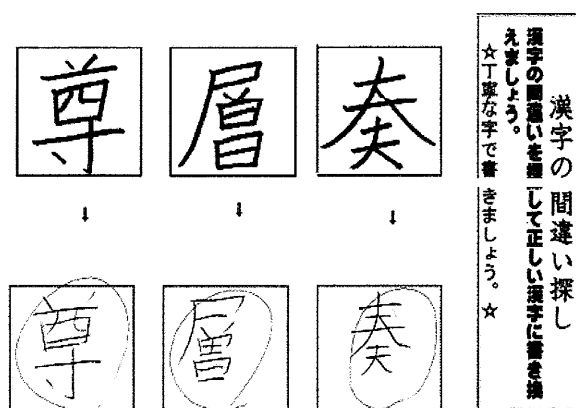 漢字の間違い探し
漢字の間違いを探して正しい漢字に書き換
えましょう。
☆丁寧な字で書きましょう。☆
奏
層
尊
↓
↓
↓
奏
層
尊